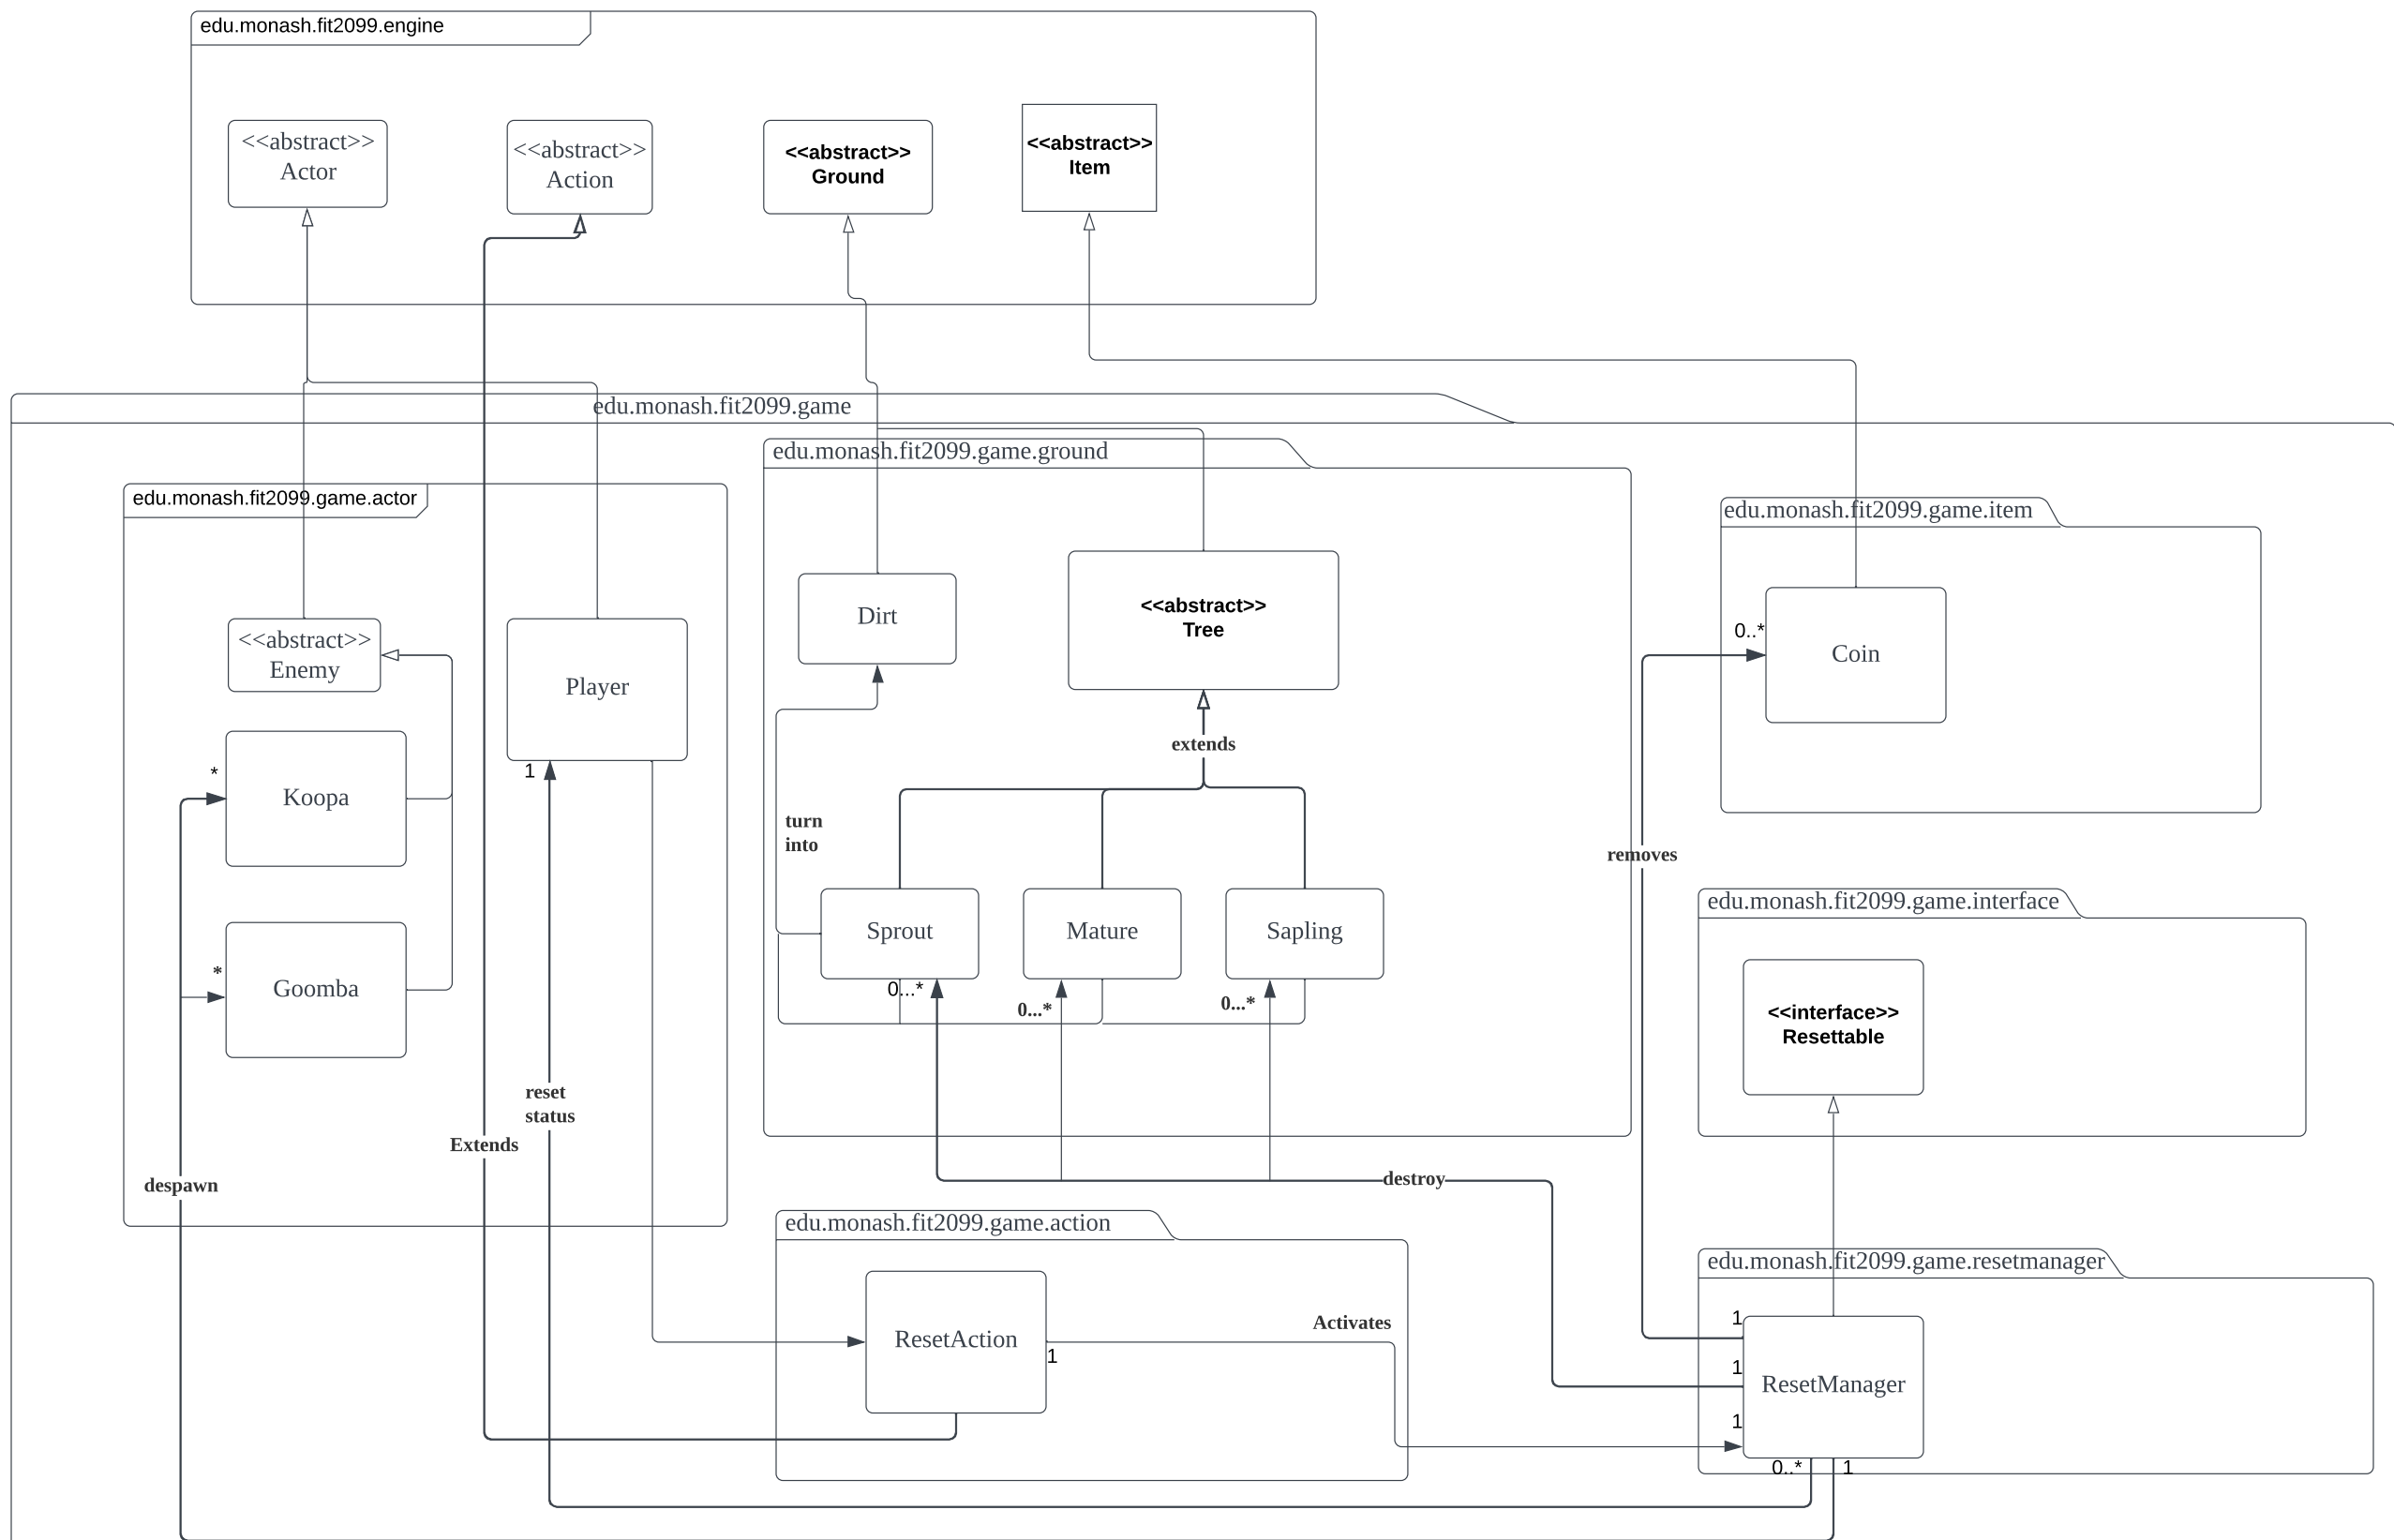 edu.monash.fit2099.engine
<<abstract>>
Actor
<<abstract>>
Action
<<abstract>>
Ground
<<abstract>>
Item
edu.monash.fit2099.game
edu.monash.fit2099.game.ground
edu.monash.fit2099.game.actor
edu.monash.fit2099.game.item
<<abstract>>
Enemy
Player
Dirt
<<abstract>>
Tree
0..*
Coin
extends
*
Koopa
1
turn
into
removes
edu.monash.fit2099.game.interface
Sprout
Mature
Sapling
*
Goomba
0...*
0...*
0...*
<<interface>>
Resettable
reset
status
Extends
despawn
destroy
edu.monash.fit2099.game.action
edu.monash.fit2099.game.resetmanager
ResetAction
Activates
1
1
1
ResetManager
1
0..*
1